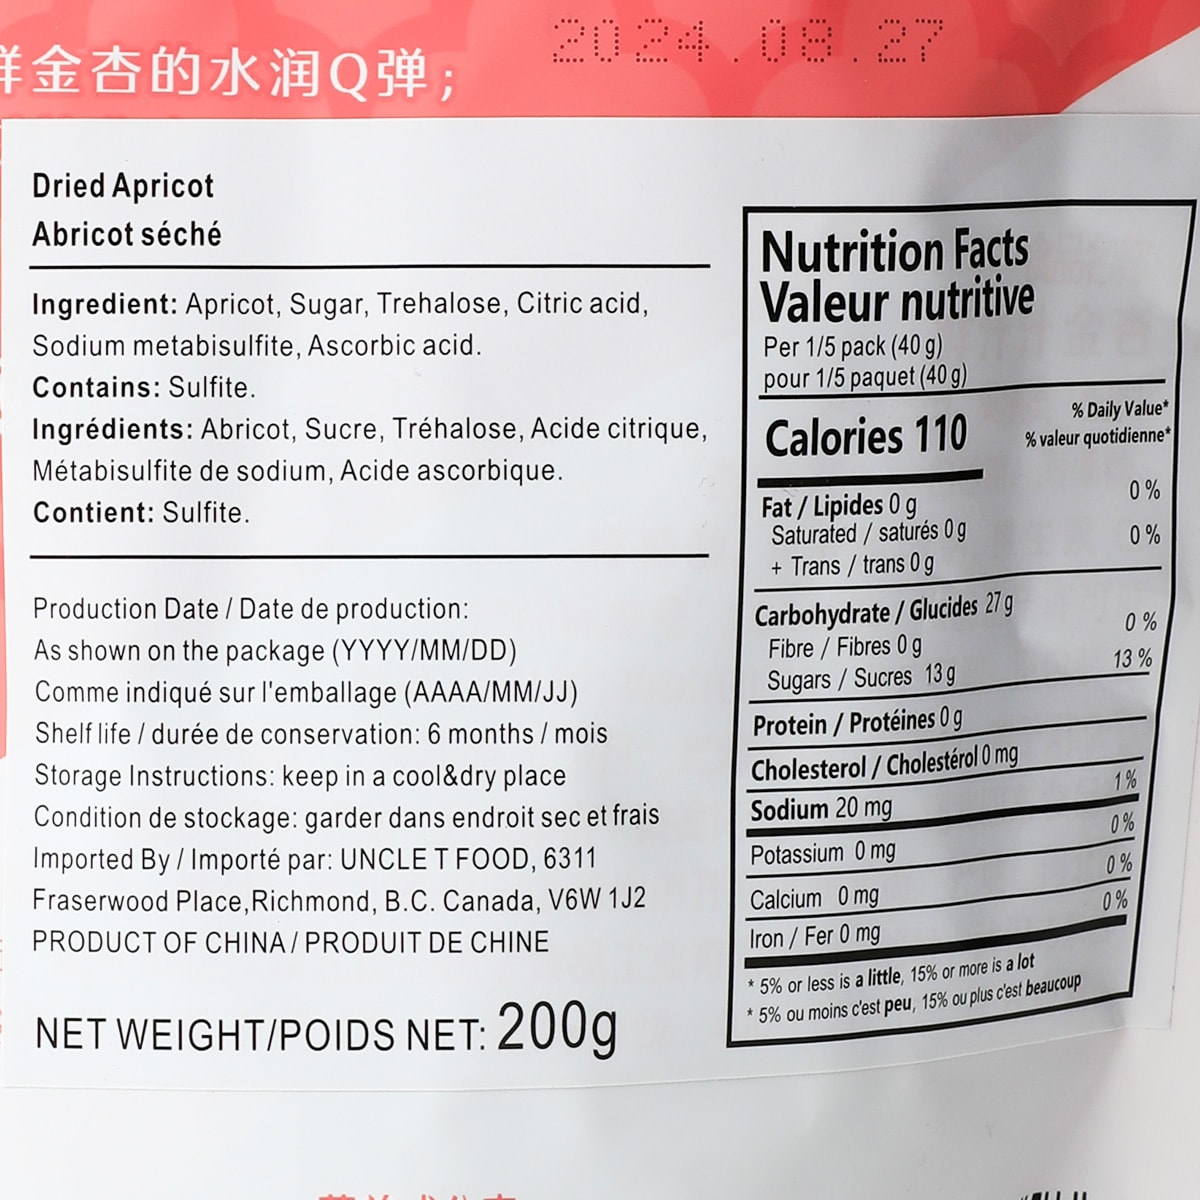 2024.08.27
鲜金杏的水润Q弹；
Dried Apricot
Abricot séché
Ingredient: Apricot, Sugar, Trehalose, Citric acid,
Sodium metabisulfite, Ascorbic acid.
Contains: Sulfite.
Ingrédients: Abricot, Sucre, Tréhalose, Acide citrique,
Métabisulfite de sodium, Acide ascorbique.
Contient: Sulfite.
Production Date / Date de production:
As shown on the package (YYYY/MM/DD)
Comme indiqué sur l'emballage (AAAA/MM/JJ)
Shelf life / durée de conservation: 6 months / mois
Storage Instructions: keep in a cool&dry place
Condition de stockage: garder dans endroit sec et frais
Imported By / Importé par: UNCLE T FOOD, 6311
Fraserwood Place,Richmond, B.C. Canada, V6W 1J2
PRODUCT OF CHINA / PRODUIT DE CHINE
NET WEIGHT/POIDS NET: 200g
Nutrition Facts
Valeur nutritive
Per 1/5 pack (40 g)
pour 1/5 paquet (40 g)
Calories 110
% Daily Value*
% valeur quotidienne*
Fat / Lipides 0 g 0 %
Saturated / saturés 0 g 0 %
+ Trans / trans 0 g
Carbohydrate / Glucides 27 g
Fibre / Fibres 0 g 0 %
Sugars / Sucres 13 g 13 %
Protein / Protéines 0 g
Cholesterol / Cholestérol 0 mg
Sodium 20 mg 1 %
Potassium 0 mg 0 %
Calcium 0 mg 0 %
Iron / Fer 0 mg 0 %
* 5% or less is a little, 15% or more is a lot
* 5% ou moins c'est peu, 15% ou plus c'est beaucoup